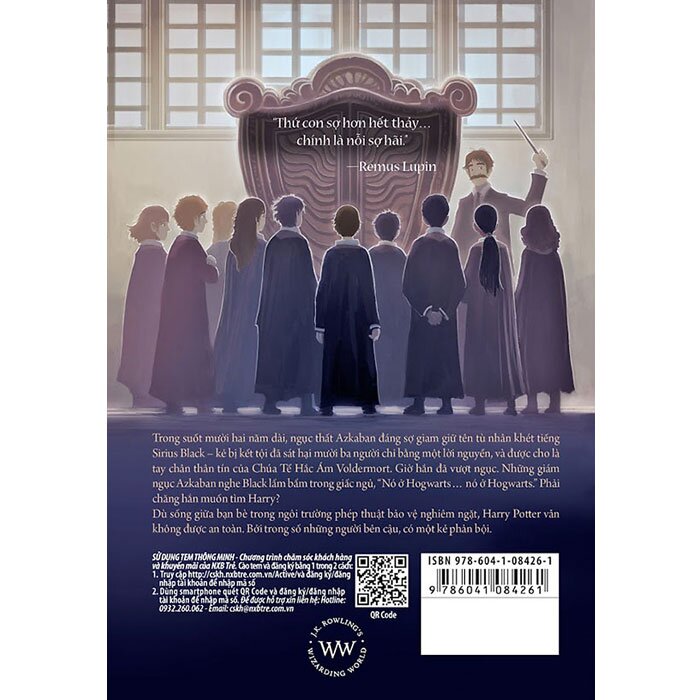 “Thứ con sợ hơn hết thảy...
chính là nỗi sợ hãi.”
—Remus Lupin
Trong suốt mười hai năm dài, ngục thất Azkaban đáng sợ giam giữ tên tù nhân khét tiếng
Sirius Black – kẻ bị kết tội đã sát hại mười ba người chỉ bằng một lời nguyền, và được cho là
tay chân thân tín của Chúa Tể Hắc Ám Voldermort. Giờ hắn đã vượt ngục. Những giám
ngục Azkaban nghe Black lẩm bẩm trong giấc ngủ, “Nó ở Hogwarts... nó ở Hogwarts.” Phải
chăng hắn muốn tìm Harry?
Dù sống giữa bạn bè trong ngôi trường phép thuật bảo vệ nghiêm ngặt, Harry Potter vẫn
không được an toàn. Bởi trong số những người bên cậu, có một kẻ phản bội.
SỬ DỤNG TEM THÔNG MINH - Chương trình chăm sóc khách hàng
và khuyến mãi của NXB Trẻ. Cào tem và đăng ký bằng 1 trong 2 cách:
1. Truy cập http://cskh.nxbtre.com.vn/Active/và đăng ký/đăng
nhập tài khoản để nhập mã số
2. Dùng smartphone quét QR Code và đăng ký/đăng nhập
tài khoản để nhập mã số. Để được hỗ trợ xin liên hệ: Hotline:
0932.260.062 - Email: cskh@nxbtre.com.vn
QR Code
ISBN 978-604-1-08426-1
9 786041 084261
J.K. ROWLING'S
WW
WIZARDING WORLD